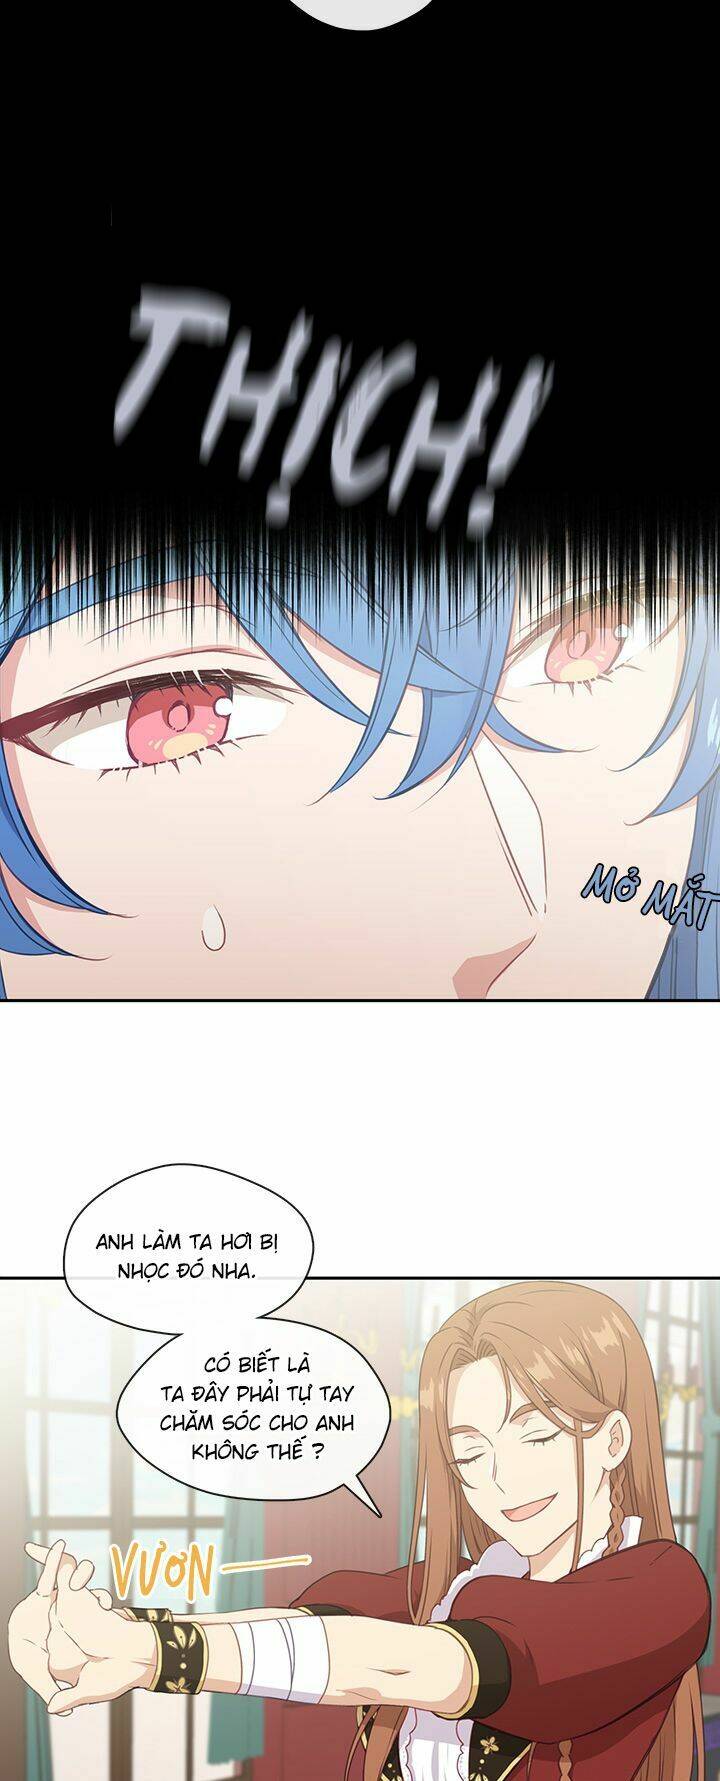 THỊCH!
MỞ MẮT
ANH LÀM TA HƠI BỊ
NHỌC ĐÓ NHA.
CÓ BIẾT LÀ
TA ĐÂY PHẢI TỰ TAY
CHĂM SÓC CHO ANH
KHÔNG THẾ ?
VƯƠN